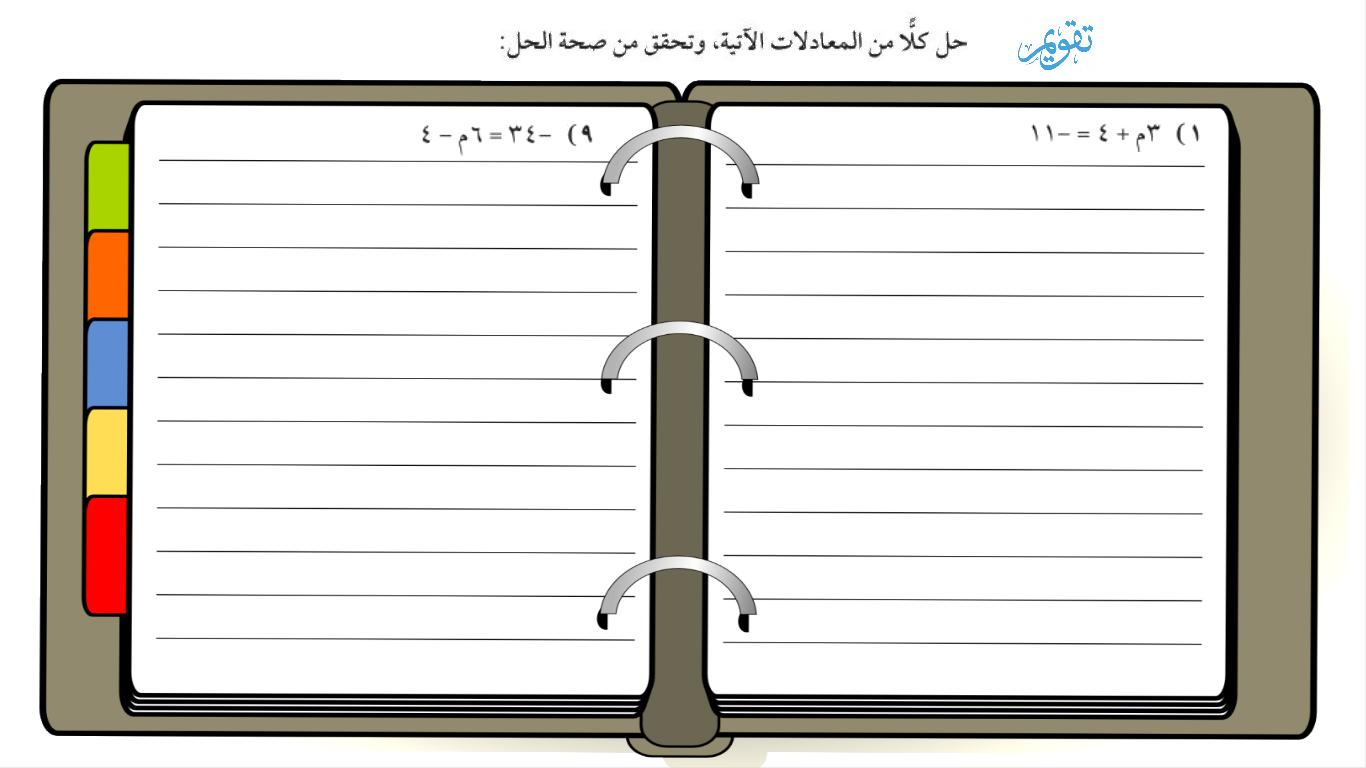 تقويم
حل كلًّا من المعادلات الآتية، وتحقق من صحة الحل:
١) ٣م + ٤ = -١١
٩) -٣٤ = ٦م - ٤